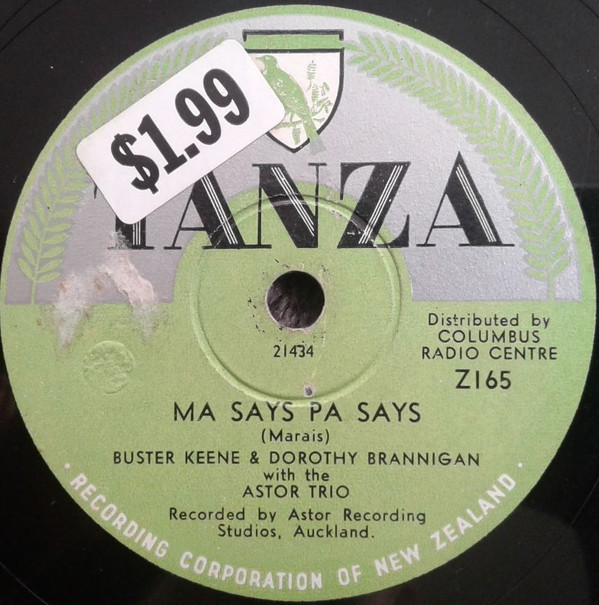 $1.99
TANZA
21434
Distributed by
COLUMBUS
RADIO CENTRE
Z165
MA SAYS PA SAYS
(Marais)
BUSTER KEENE & DOROTHY BRANNIGAN
with the
ASTOR TRIO
Recorded by Astor Recording
Studios, Auckland.
· RECORDING CORPORATION OF NEW ZEALAND ·